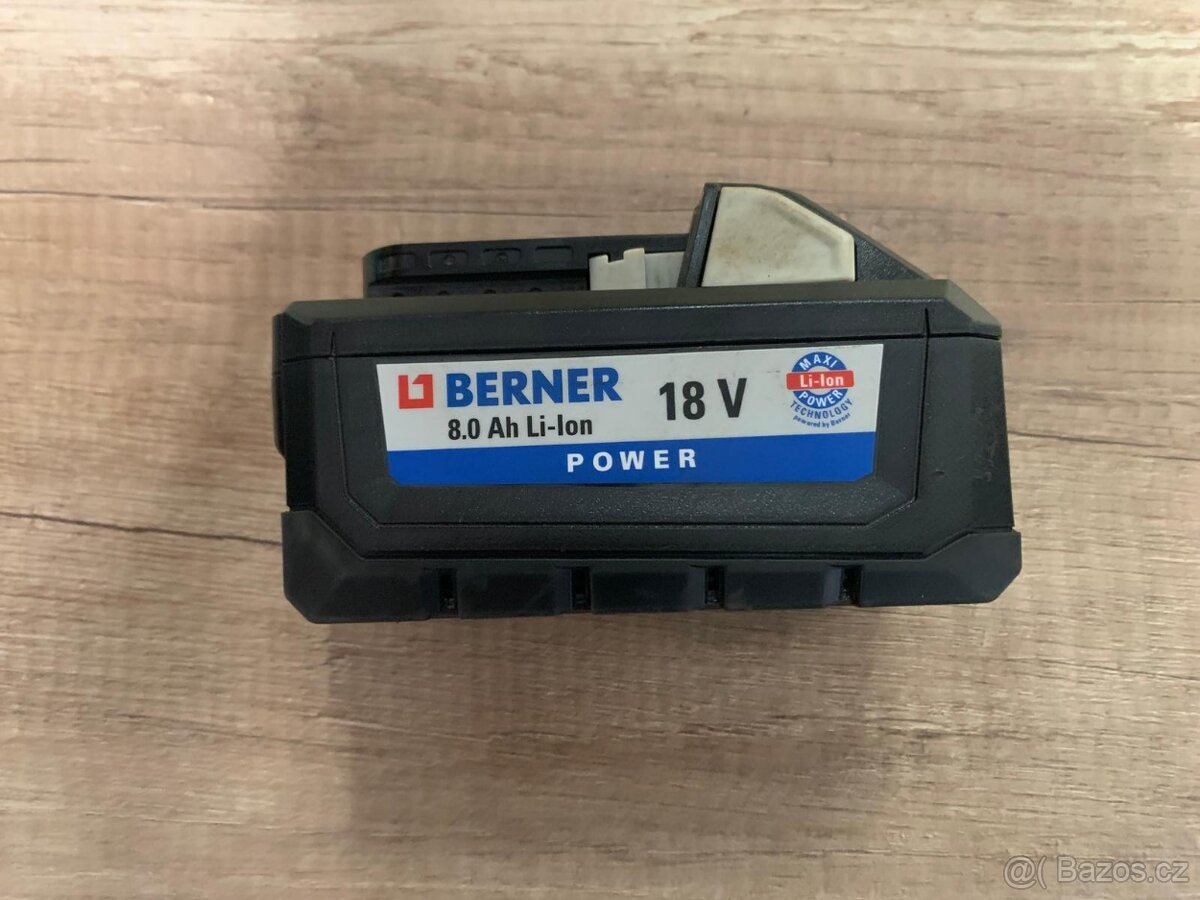 BERNER
8.0 Ah Li-Ion
18 V
MAXI
Li-Ion
POWER
TECHNOLOGY
powered by Berner
POWER
@( Bazos.cz